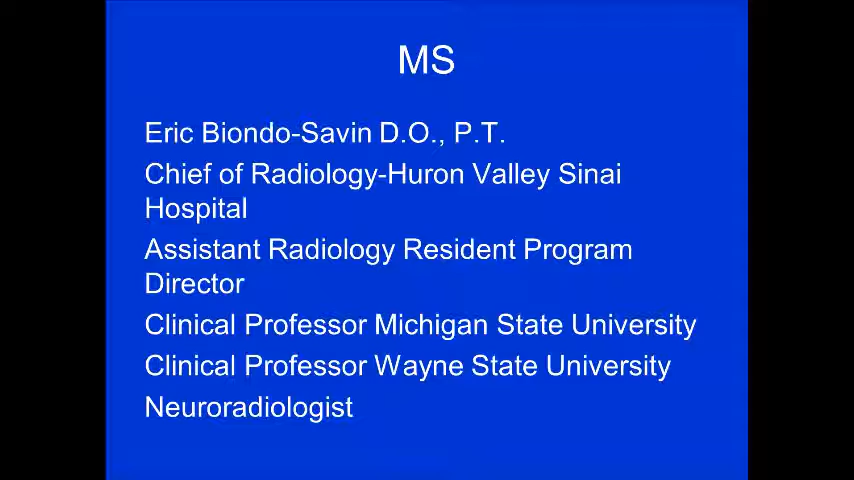 MS
Eric Biondo-Savin D.O., P.T.
Chief of Radiology-Huron Valley Sinai
Hospital
Assistant Radiology Resident Program
Director
Clinical Professor Michigan State University
Clinical Professor Wayne State University
Neuroradiologist